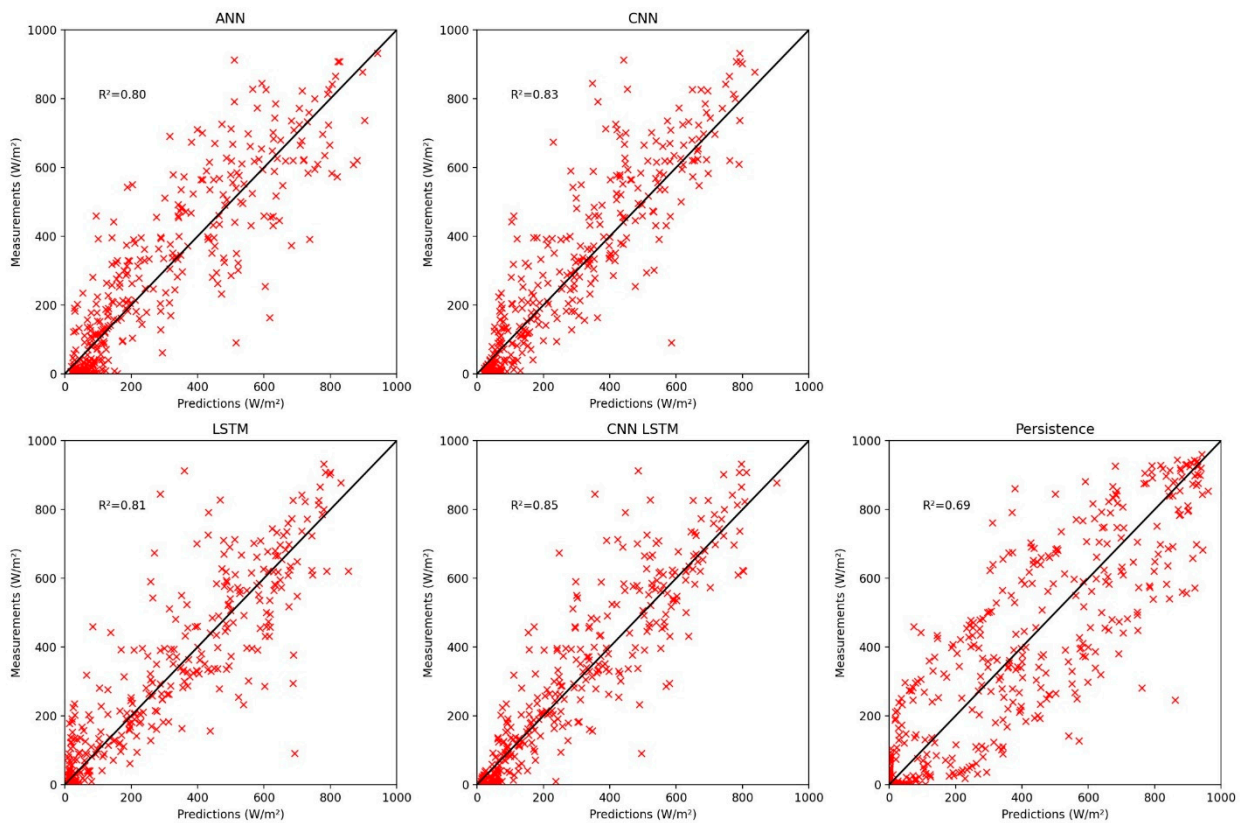 ANN
1000
800
600
400
200
0
Measurements (W/m²)
R²=0.80
0 200 400 600 800 1000
Predictions (W/m²)
CNN
1000
800
600
400
200
0
Measurements (W/m²)
R²=0.83
0 200 400 600 800 1000
Predictions (W/m²)
LSTM
1000
800
600
400
200
0
Measurements (W/m²)
R²=0.81
0 200 400 600 800 1000
Predictions (W/m²)
CNN LSTM
1000
800
600
400
200
0
Measurements (W/m²)
R²=0.85
0 200 400 600 800 1000
Predictions (W/m²)
Persistence
1000
800
600
400
200
0
Measurements (W/m²)
R²=0.69
0 200 400 600 800 1000
Predictions (W/m²)